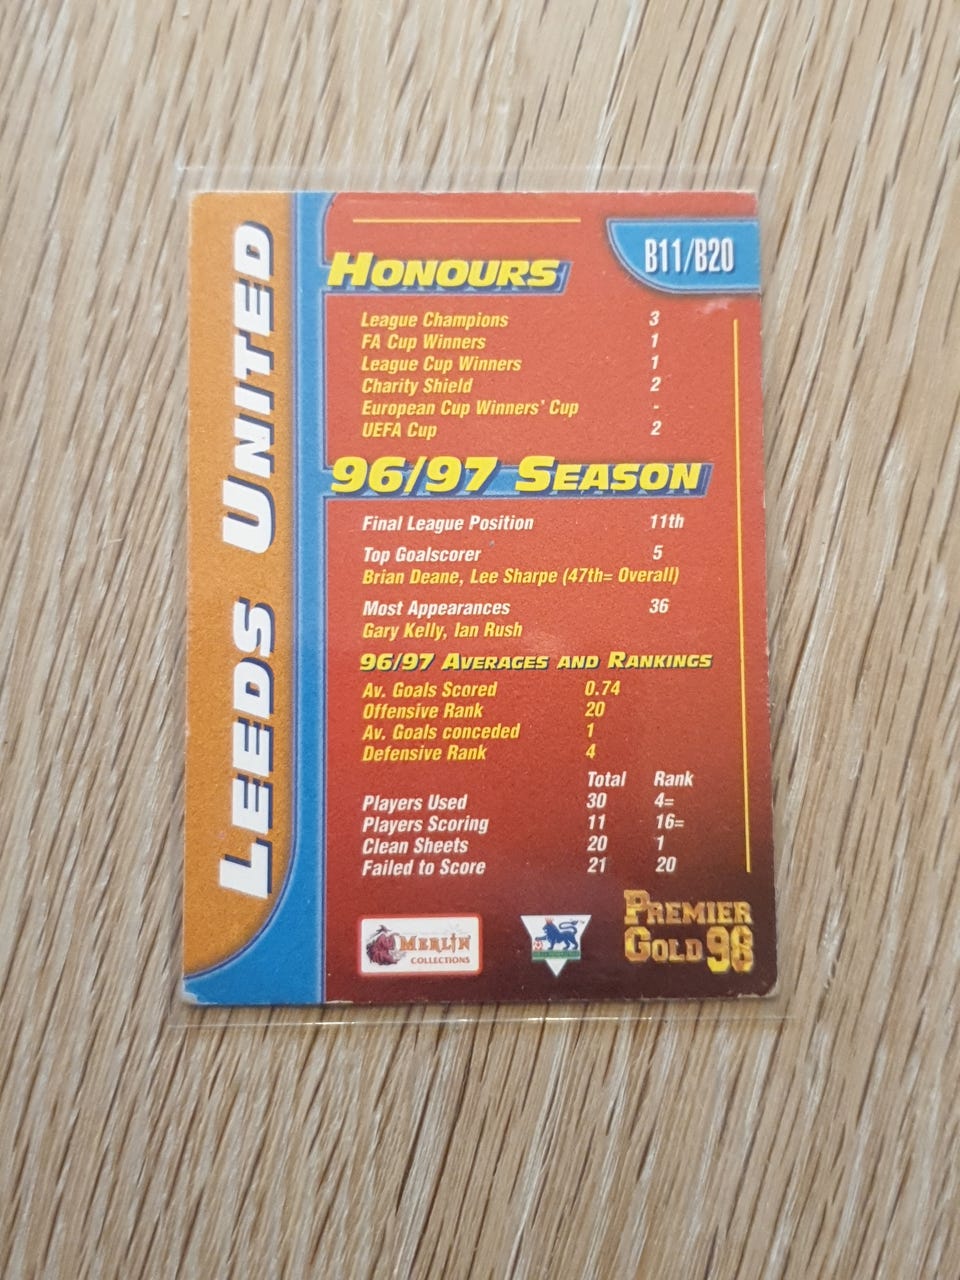 LEEDS UNITED
B11/B20
HONOURS
League Champions 3
FA Cup Winners 1
League Cup Winners 1
Charity Shield 2
European Cup Winners' Cup -
UEFA Cup 2
96/97 SEASON
Final League Position 11th
Top Goalscorer 5
Brian Deane, Lee Sharpe (47th= Overall)
Most Appearances 36
Gary Kelly, Ian Rush
96/97 AVERAGES AND RANKINGS
Av. Goals Scored 0.74
Offensive Rank 20
Av. Goals conceded 1
Defensive Rank 4
Total Rank
Players Used 30 4=
Players Scoring 11 16=
Clean Sheets 20 1
Failed to Score 21 20
MERLIN
COLLECTIONS
PREMIER
GOLD 98